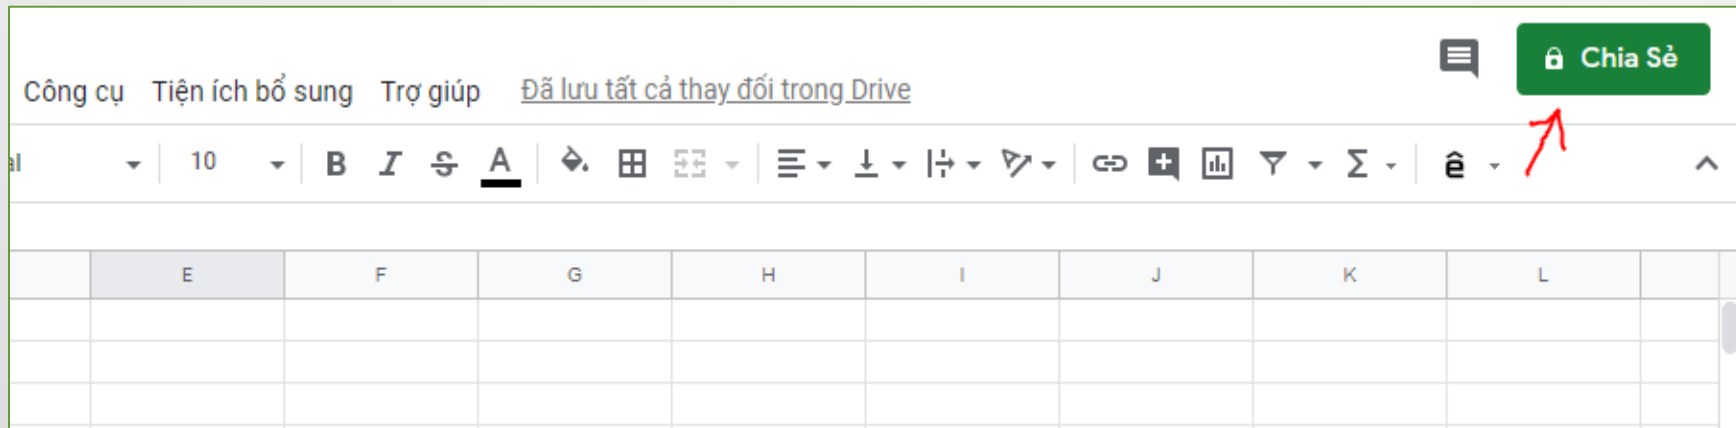 Chia Sẻ
Công cụ Tiện ích bổ sung Trợ giúp Đã lưu tất cả thay đổi trong Drive
al 10 B I S A ê
E F G H I J K L